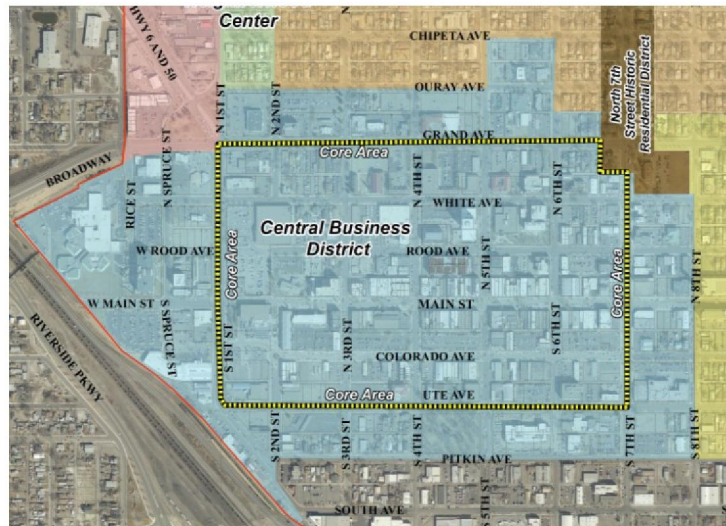 Center
HWY 6 AND 50
CHIPETA AVE
N 1ST ST
N 2ND ST
OURAY AVE
North 7th
Street Historic
Residential District
GRAND AVE
Core Area
BROADWAY
RICE ST
N SPRUCE ST
N 4TH ST
N 6TH ST
WHITE AVE
Central Business
District
W ROOD AVE
Core Area
ROOD AVE
N 5TH ST
Core Area
N 8TH ST
W MAIN ST
MAIN ST
RIVERSIDE PKWY
S SPRUCE ST
S 1ST ST
N 3RD ST
S 6TH ST
COLORADO AVE
Core Area
UTE AVE
S 2ND ST
S 3RD ST
S 4TH ST
S 7TH ST
S 8TH ST
PITKIN AVE
S 5TH ST
SOUTH AVE